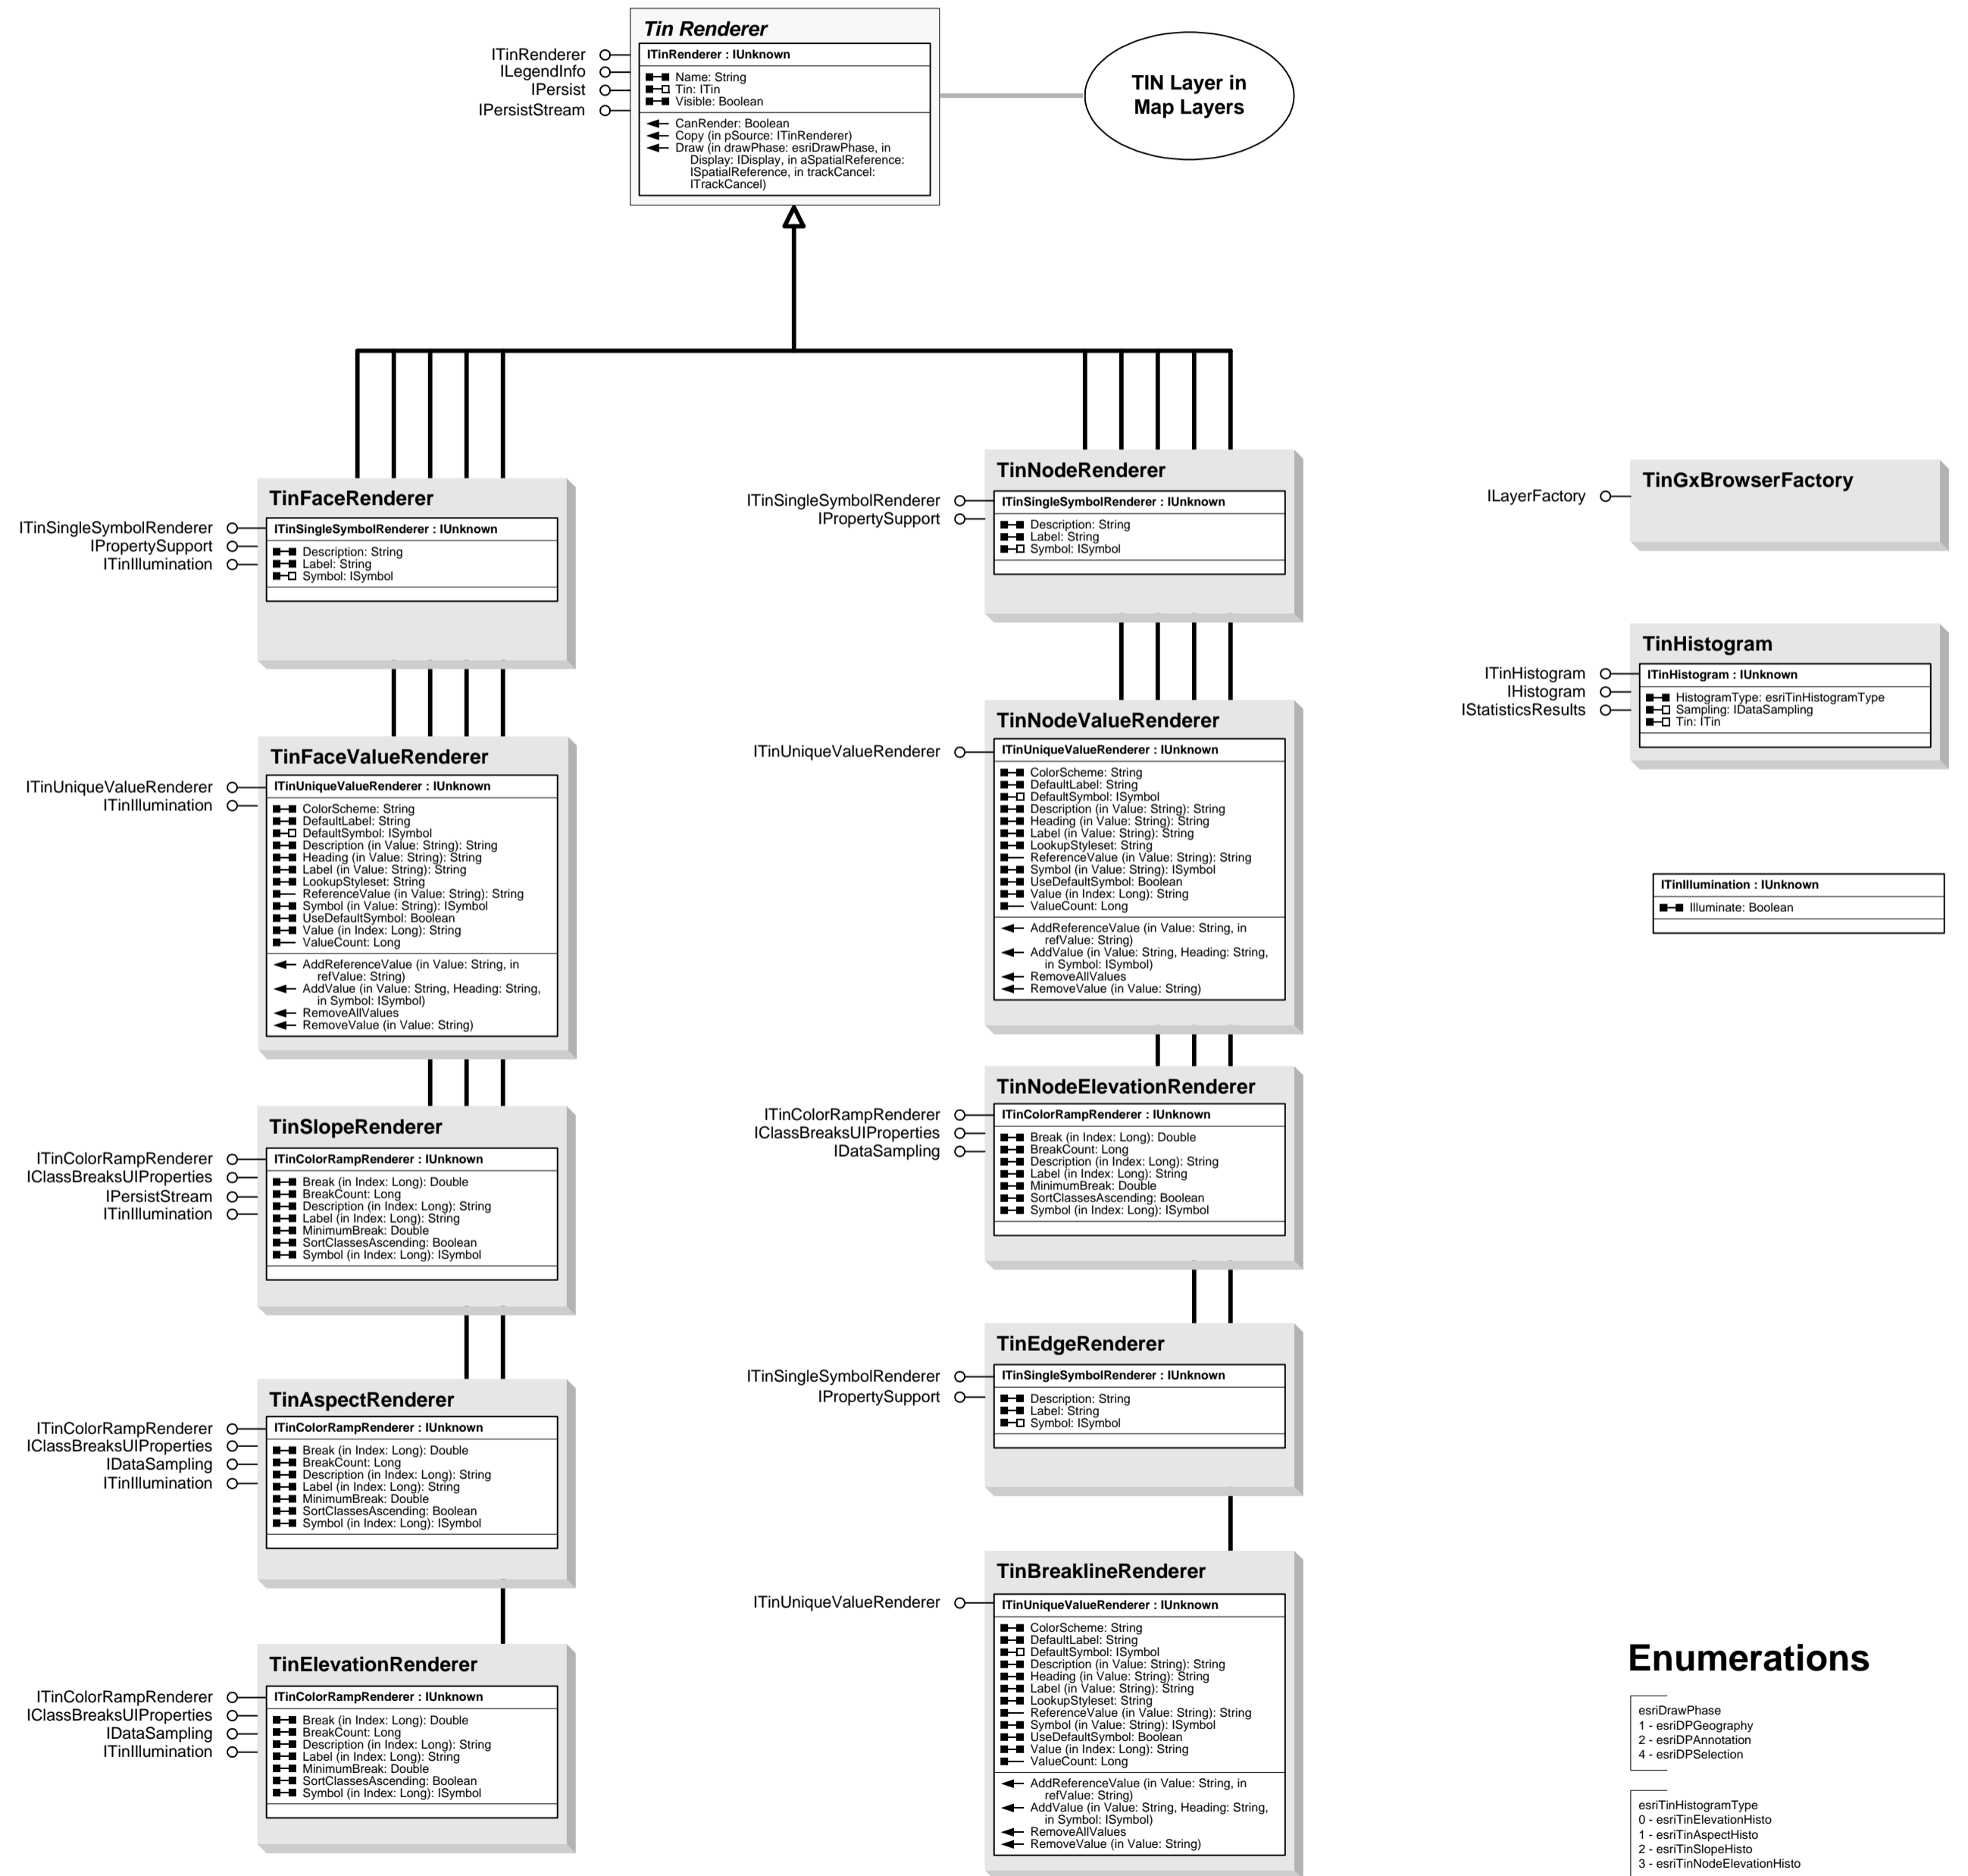 Tin Renderer
ITinRenderer
ILegendInfo
IPersist
IPersistStream
ITinRenderer : IUnknown
Name: String
Tin: ITin
Visible: Boolean
CanRender: Boolean
Copy (in pSource: ITinRenderer)
Draw (in drawPhase: esriDrawPhase, in
Display: IDisplay, in aSpatialReference:
ISpatialReference, in trackCancel:
ITrackCancel)
TIN Layer in
Map Layers
TinFaceRenderer
ITinSingleSymbolRenderer
IPropertySupport
ITinIllumination
ITinSingleSymbolRenderer : IUnknown
Description: String
Label: String
Symbol: ISymbol
TinFaceValueRenderer
ITinUniqueValueRenderer
ITinIllumination
ITinUniqueValueRenderer : IUnknown
ColorScheme: String
DefaultLabel: String
DefaultSymbol: ISymbol
Description (in Value: String): String
Heading (in Value: String): String
Label (in Value: String): String
LookupStyleset: String
ReferenceValue (in Value: String): String
Symbol (in Value: String): ISymbol
UseDefaultSymbol: Boolean
Value (in Index: Long): String
ValueCount: Long
AddReferenceValue (in Value: String, in
refValue: String)
AddValue (in Value: String, Heading: String,
in Symbol: ISymbol)
RemoveAllValues
RemoveValue (in Value: String)
TinSlopeRenderer
ITinColorRampRenderer
IClassBreaksUIProperties
IPersistStream
ITinIllumination
ITinColorRampRenderer : IUnknown
Break (in Index: Long): Double
BreakCount: Long
Description (in Index: Long): String
Label (in Index: Long): String
MinimumBreak: Double
SortClassesAscending: Boolean
Symbol (in Index: Long): ISymbol
TinAspectRenderer
ITinColorRampRenderer
IClassBreaksUIProperties
IDataSampling
ITinIllumination
ITinColorRampRenderer : IUnknown
Break (in Index: Long): Double
BreakCount: Long
Description (in Index: Long): String
Label (in Index: Long): String
MinimumBreak: Double
SortClassesAscending: Boolean
Symbol (in Index: Long): ISymbol
TinElevationRenderer
ITinColorRampRenderer
IClassBreaksUIProperties
IDataSampling
ITinIllumination
ITinColorRampRenderer : IUnknown
Break (in Index: Long): Double
BreakCount: Long
Description (in Index: Long): String
Label (in Index: Long): String
MinimumBreak: Double
SortClassesAscending: Boolean
Symbol (in Index: Long): ISymbol
TinNodeRenderer
ITinSingleSymbolRenderer
IPropertySupport
ITinSingleSymbolRenderer : IUnknown
Description: String
Label: String
Symbol: ISymbol
TinNodeValueRenderer
ITinUniqueValueRenderer
ITinUniqueValueRenderer : IUnknown
ColorScheme: String
DefaultLabel: String
DefaultSymbol: ISymbol
Description (in Value: String): String
Heading (in Value: String): String
Label (in Value: String): String
LookupStyleset: String
ReferenceValue (in Value: String): String
Symbol (in Value: String): ISymbol
UseDefaultSymbol: Boolean
Value (in Index: Long): String
ValueCount: Long
AddReferenceValue (in Value: String, in
refValue: String)
AddValue (in Value: String, Heading: String,
in Symbol: ISymbol)
RemoveAllValues
RemoveValue (in Value: String)
TinNodeElevationRenderer
ITinColorRampRenderer
IClassBreaksUIProperties
IDataSampling
ITinColorRampRenderer : IUnknown
Break (in Index: Long): Double
BreakCount: Long
Description (in Index: Long): String
Label (in Index: Long): String
MinimumBreak: Double
SortClassesAscending: Boolean
Symbol (in Index: Long): ISymbol
TinEdgeRenderer
ITinSingleSymbolRenderer
IPropertySupport
ITinSingleSymbolRenderer : IUnknown
Description: String
Label: String
Symbol: ISymbol
TinBreaklineRenderer
ITinUniqueValueRenderer
ITinUniqueValueRenderer : IUnknown
ColorScheme: String
DefaultLabel: String
DefaultSymbol: ISymbol
Description (in Value: String): String
Heading (in Value: String): String
Label (in Value: String): String
LookupStyleset: String
ReferenceValue (in Value: String): String
Symbol (in Value: String): ISymbol
UseDefaultSymbol: Boolean
Value (in Index: Long): String
ValueCount: Long
AddReferenceValue (in Value: String, in
refValue: String)
AddValue (in Value: String, Heading: String,
in Symbol: ISymbol)
RemoveAllValues
RemoveValue (in Value: String)
TinGxBrowserFactory
ILayerFactory
TinHistogram
ITinHistogram
IHistogram
IStatisticsResults
ITinHistogram : IUnknown
HistogramType: esriTinHistogramType
Sampling: IDataSampling
Tin: ITin
ITinIllumination : IUnknown
Illuminate: Boolean
Enumerations
esriDrawPhase
1 - esriDPGeography
2 - esriDPAnnotation
4 - esriDPSelection
esriTinHistogramType
0 - esriTinElevationHisto
1 - esriTinAspectHisto
2 - esriTinSlopeHisto
3 - esriTinNodeElevationHisto